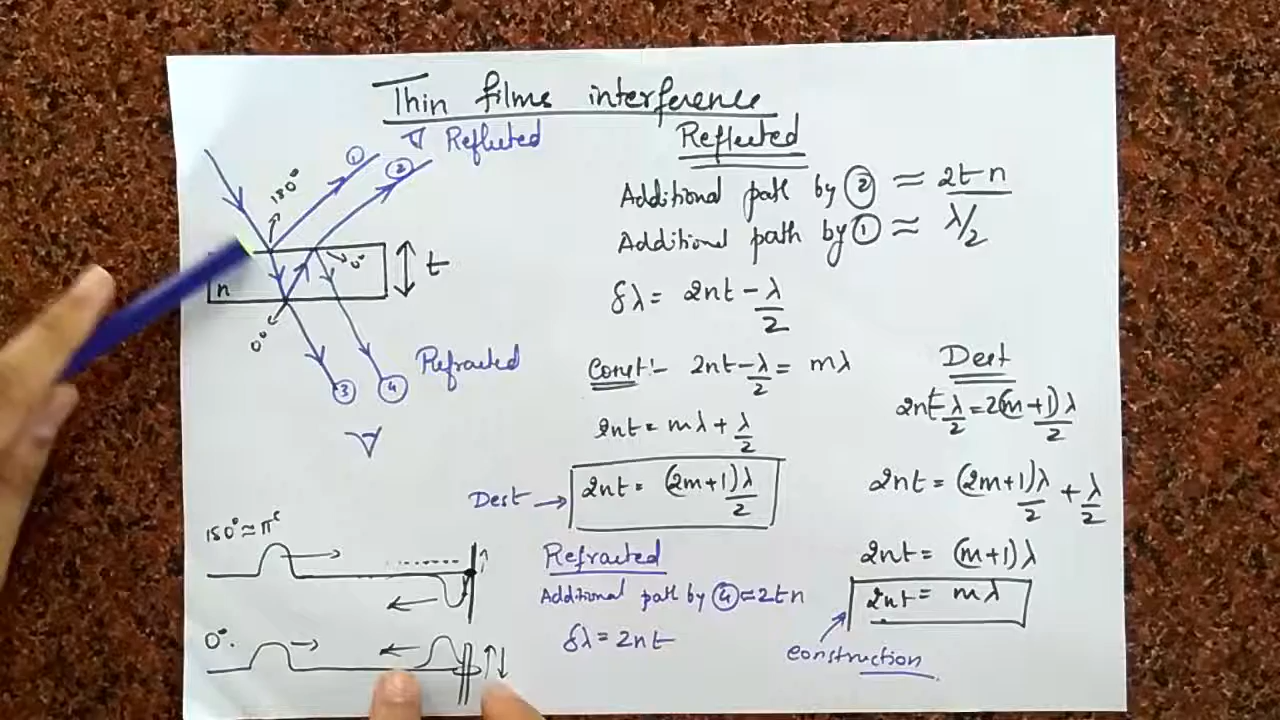 Thin films interference
Reflected
①
②
180°
0°
t
n
0°
Refracted
③
④
Reflected
Additional path by ② ≈ 2t n
Additional path by ① ≈ λ/2
δλ = 2nt - λ/2
Const:- 2nt - λ/2 = mλ
2nt = mλ + λ/2
Dest → 2nt = (2m+1)λ/2
Dest
2nt - λ/2 = 2(m+1)λ/2
2nt = (2m+1)λ/2 + λ/2
2nt = (m+1)λ
2nt = mλ
construction
Refracted
Additional path by ④ = 2tn
δλ = 2nt
180° ≈ πᶜ
0°.